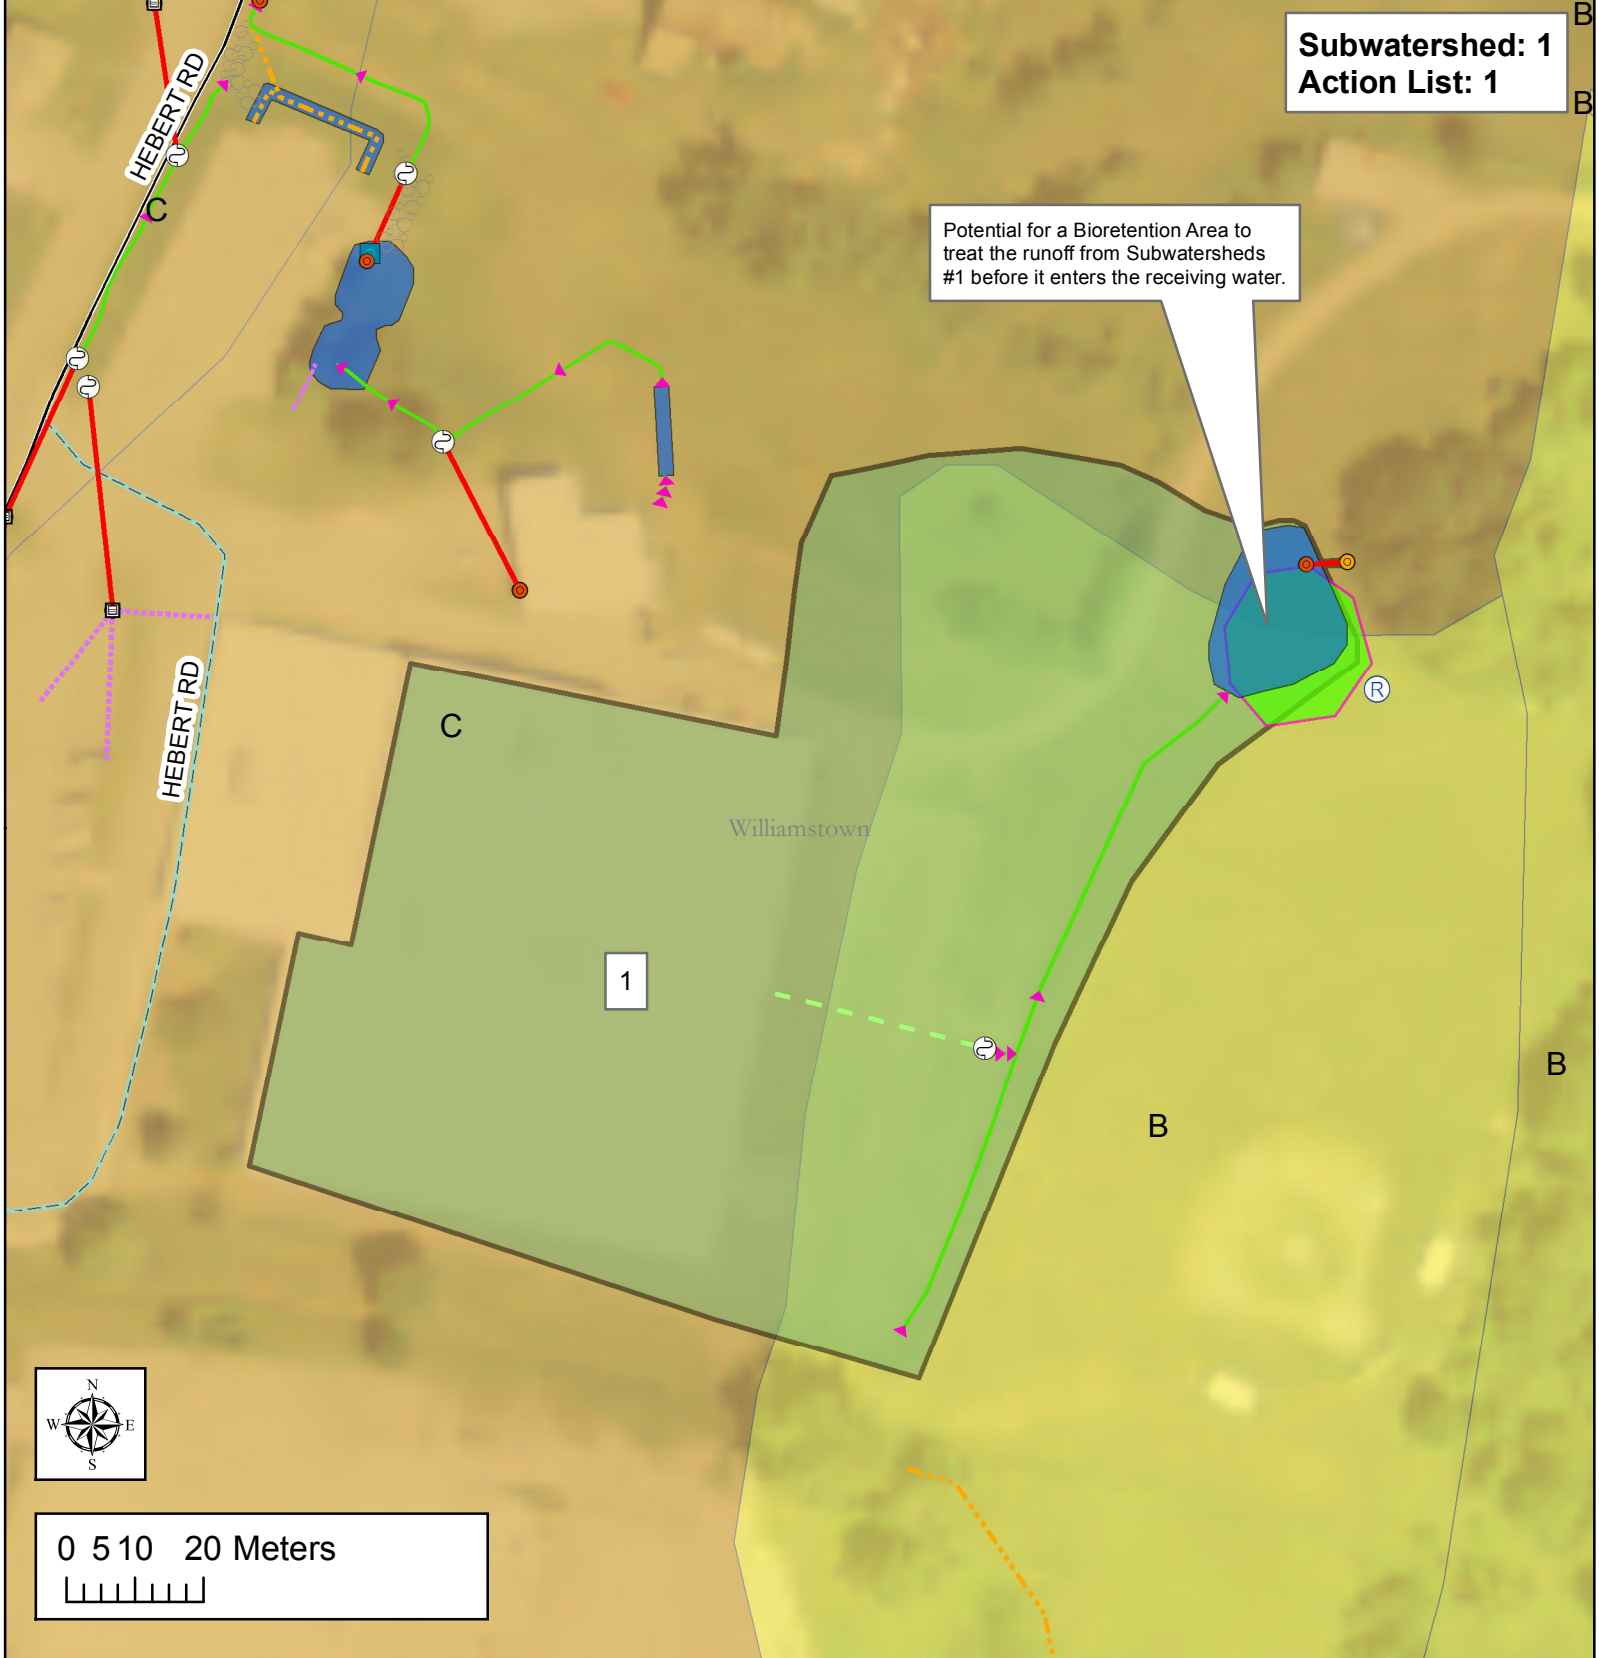 B
Subwatershed: 1
Action List: 1
B
HEBERT RD
C
Potential for a Bioretention Area to
treat the runoff from Subwatersheds
#1 before it enters the receiving water.
R
HEBERT RD
C
Williamstown
1
B
B
N
W E
S
0 5 10 20 Meters